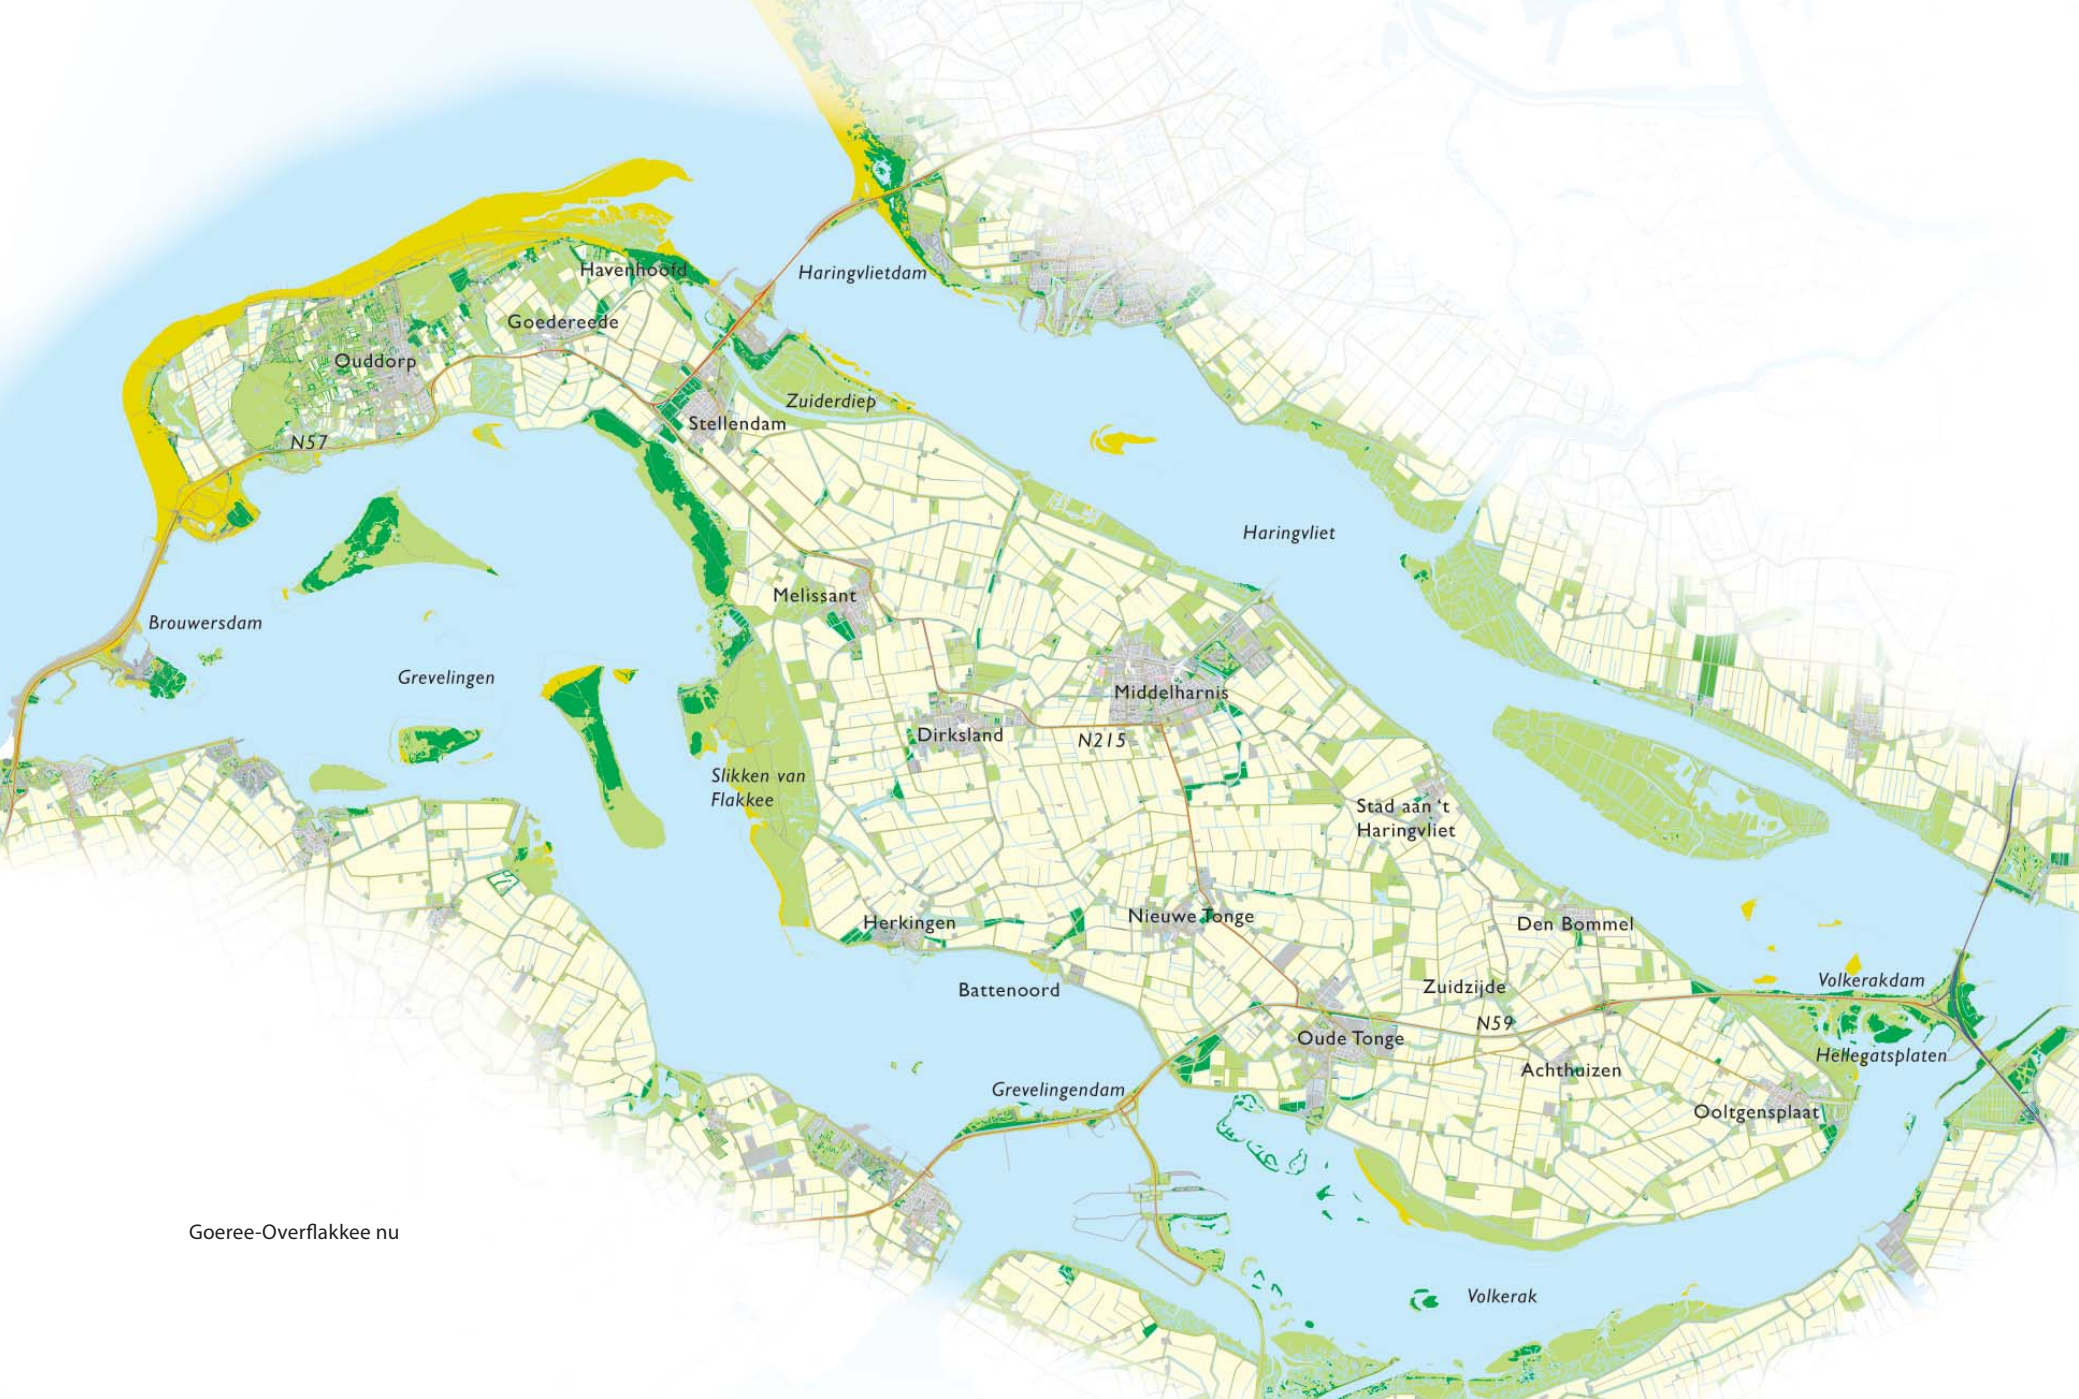 Havenhoofd
Haringvlietdam
Goedereede
Ouddorp
Zuiderdiep
Stellendam
N57
Haringvliet
Melissant
Brouwersdam
Grevelingen
Middelharnis
Dirksland
N215
Slikken van
Flakkee
Stad aan ‘t
Haringvliet
Herkingen
Nieuwe Tonge
Den Bommel
Volkerakdam
Zuidzijde
Battenoord
N59
Oude Tonge
Hellegatsplaten
Achthuizen
Grevelingendam
Ooltgensplaat
Goeree-Overflakkee nu
Volkerak